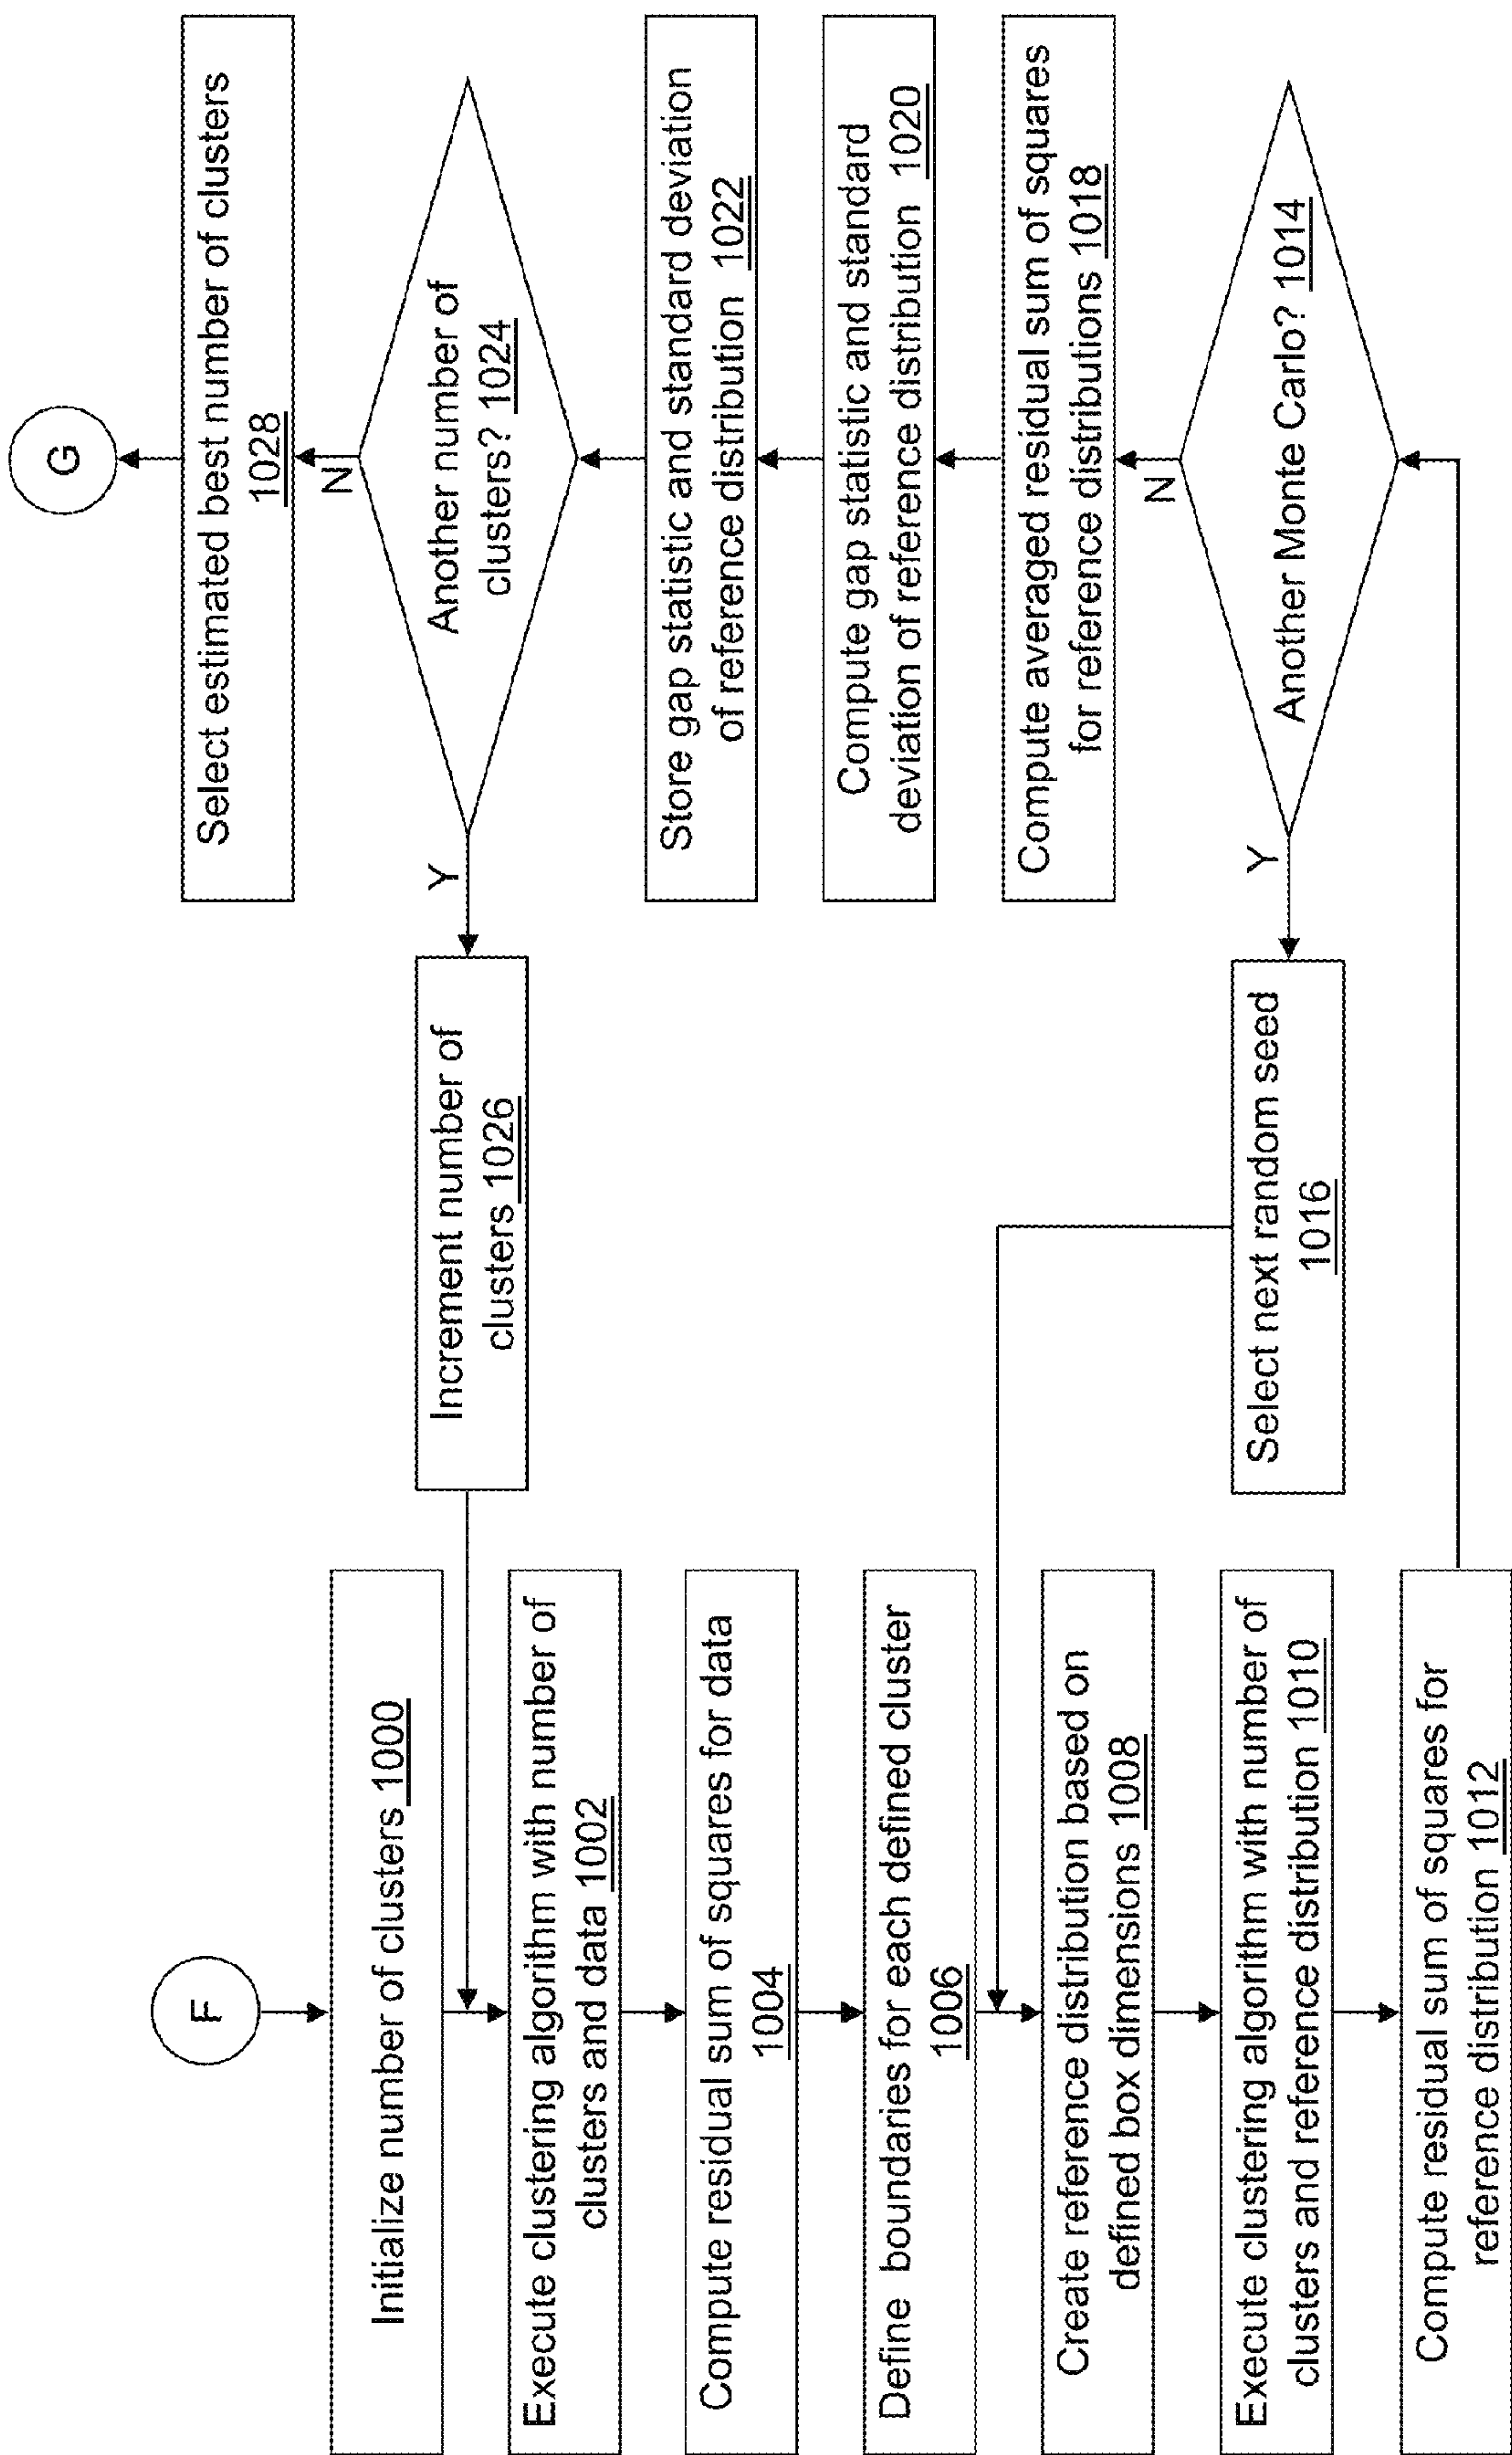 F
Initialize number of clusters 1000
Execute clustering algorithm with number of
clusters and data 1002
Compute residual sum of squares for data
1004
Define boundaries for each defined cluster
1006
Create reference distribution based on
defined box dimensions 1008
Execute clustering algorithm with number of
clusters and reference distribution 1010
Compute residual sum of squares for
reference distribution 1012
Increment number of
clusters 1026
Select next random seed
1016
G
Select estimated best number of clusters
1028
N
Another number of
clusters? 1024
Y
Store gap statistic and standard deviation
of reference distribution 1022
Compute gap statistic and standard
deviation of reference distribution 1020
Compute averaged residual sum of squares
for reference distributions 1018
N
Another Monte Carlo? 1014
Y